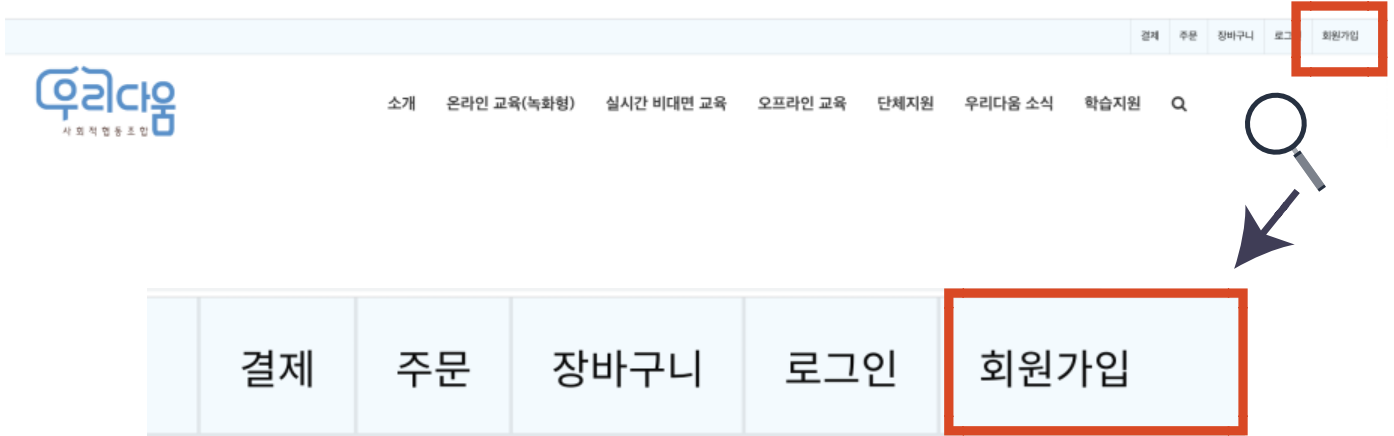 결제 주문 장바구니 로그인 회원가입
우리다움
사회적협동조합
소개 온라인 교육(녹화형) 실시간 비대면 교육 오프라인 교육 단체지원 우리다움 소식 학습지원
결제 주문 장바구니 로그인 회원가입